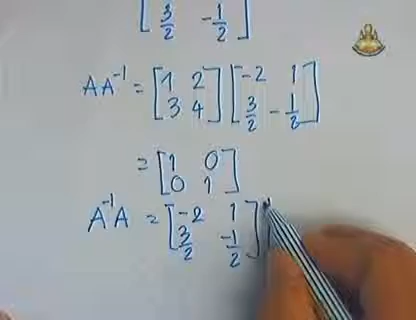 [3/2 -1/2]
AA⁻¹ = [1 2; 3 4] [-2 1; 3/2 -1/2]
= [1 0; 0 1]
A⁻¹A = [-2 1; 3/2 -1/2]